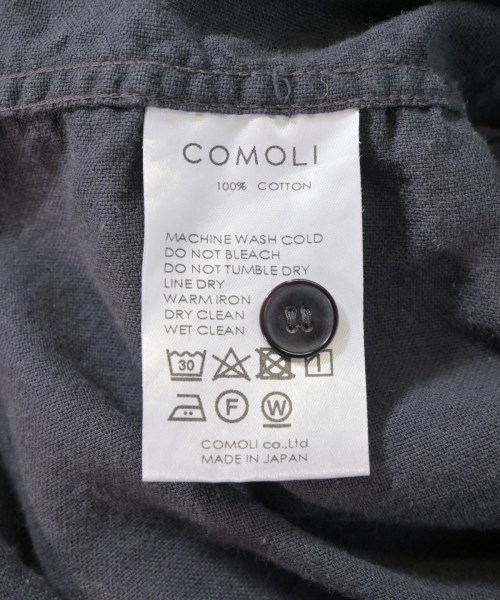 COMOLI
100% COTTON
MACHINE WASH COLD
DO NOT BLEACH
DO NOT TUMBLE DRY
LINE DRY
WARM IRON
DRY CLEAN
WET CLEAN
30
F W
COMOLI co.,Ltd
MADE IN JAPAN